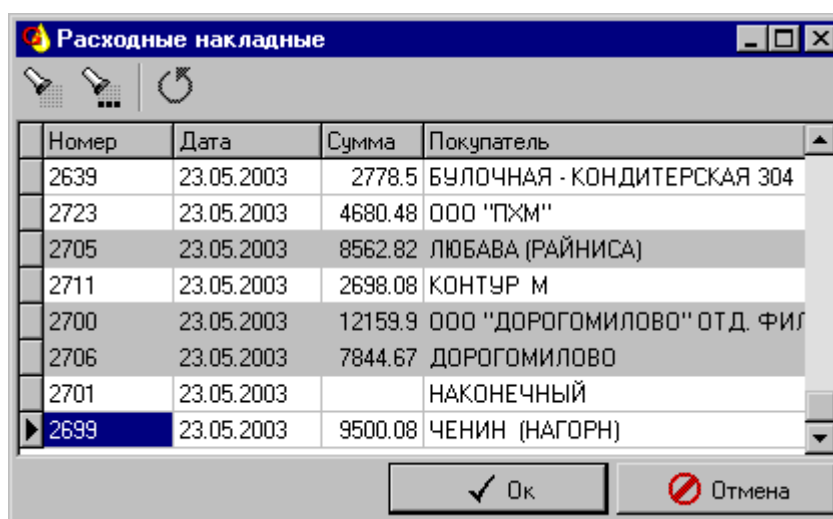 Расходные накладные
Номер Дата Сумма Покупатель
2639 23.05.2003 2778.5 БУЛОЧНАЯ - КОНДИТЕРСКАЯ 304
2723 23.05.2003 4680.48 ООО "ПХМ"
2705 23.05.2003 8562.82 ЛЮБАВА (РАЙНИСА)
2711 23.05.2003 2698.08 КОНТУР М
2700 23.05.2003 12159.9 ООО "ДОРОГОМИЛОВО" ОТД. ФИЛ
2706 23.05.2003 7844.67 ДОРОГОМИЛОВО
2701 23.05.2003 НАКОНЕЧНЫЙ
2699 23.05.2003 9500.08 ЧЕНИН (НАГОРН)
Ок Отмена